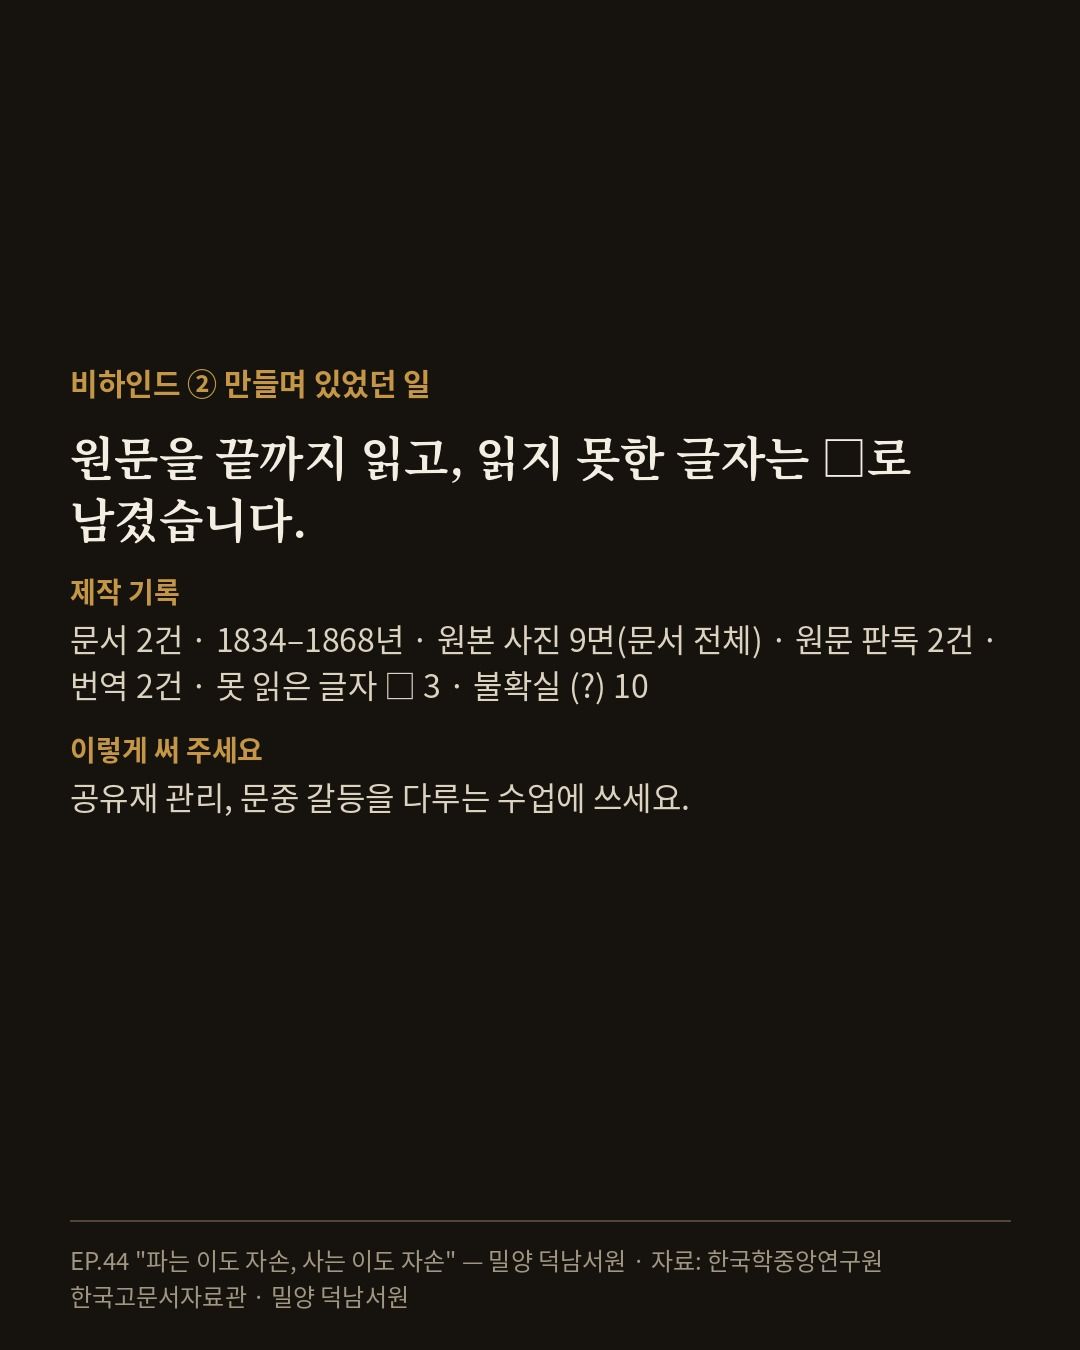 비하인드 ② 만들며 있었던 일
원문을 끝까지 읽고, 읽지 못한 글자는 □로
남겼습니다.
제작 기록
문서 2건 · 1834–1868년 · 원본 사진 9면(문서 전체) · 원문 판독 2건 ·
번역 2건 · 못 읽은 글자 □ 3 · 불확실 (?) 10
이렇게 써 주세요
공유재 관리, 문중 갈등을 다루는 수업에 쓰세요.
EP.44 "파는 이도 자손, 사는 이도 자손" — 밀양 덕남서원 · 자료: 한국학중앙연구원
한국고문서자료관 · 밀양 덕남서원